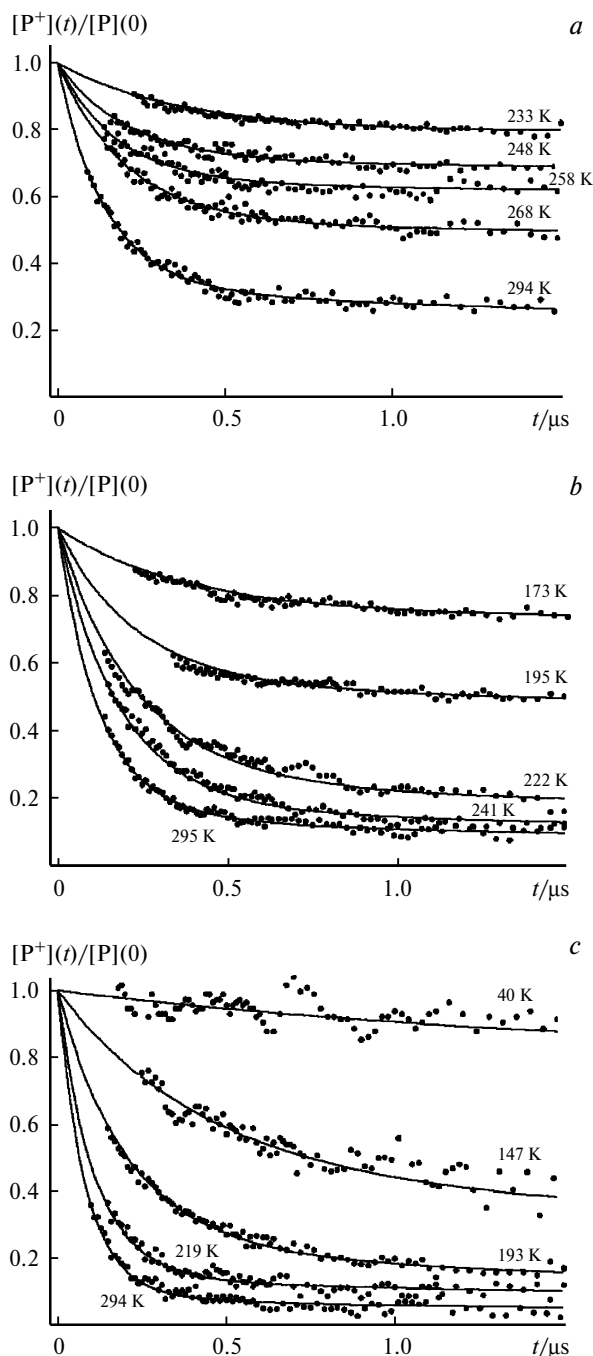 [P+](t)/[P](0) a
1.0
233 K
0.8
248 K
258 K
0.6
268 K
0.4
294 K
0.2
0 0.5 1.0 t/μs
[P+](t)/[P](0) b
1.0
173 K
0.8
0.6
195 K
0.4
222 K
0.2
241 K
295 K
0 0.5 1.0 t/μs
[P+](t)/[P](0) c
1.0
40 K
0.8
0.6
147 K
0.4
219 K
193 K
0.2
294 K
0 0.5 1.0 t/μs